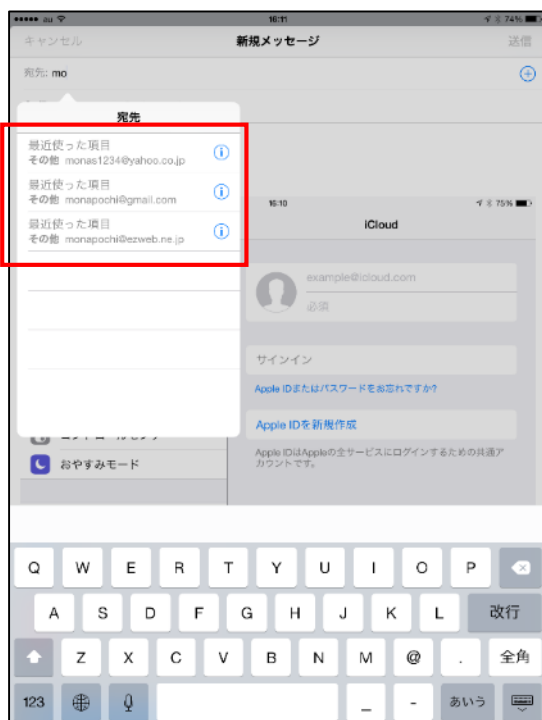 au 16:11 74%
キャンセル 新規メッセージ 送信
宛先: mo
宛先
最近使った項目
その他 monas1234@yahoo.co.jp
最近使った項目
その他 monapochi@gmail.com
最近使った項目
その他 monapochi@ezweb.ne.jp
16:10 75%
iCloud
example@icloud.com
必須
サインイン
Apple IDまたはパスワードをお忘れですか?
Apple IDを新規作成
Apple IDはAppleの全サービスにログインするための共通ア
カウントです。
おやすみモード
Q W E R T Y U I O P
A S D F G H J K L 改行
Z X C V B N M @ . 全角
123 _ - あいう